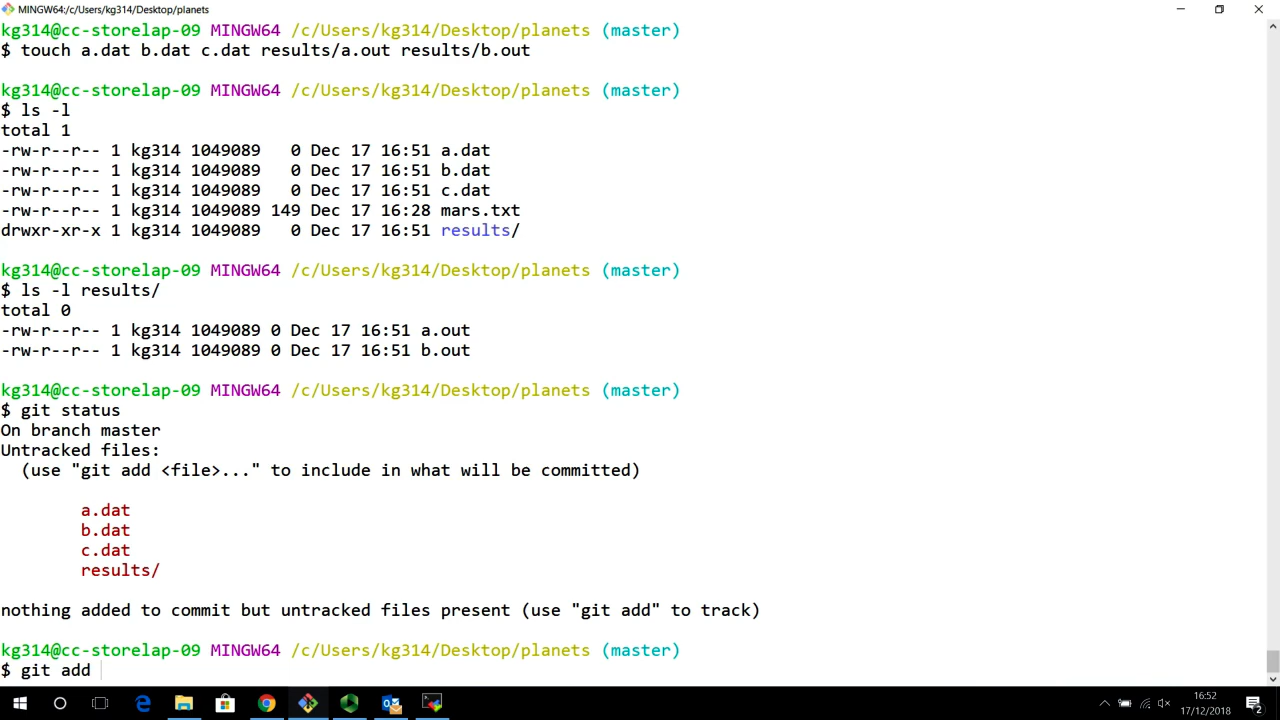 MINGW64:/c/Users/kg314/Desktop/planets
kg314@cc-storelap-09 MINGW64 /c/Users/kg314/Desktop/planets (master)
$ touch a.dat b.dat c.dat results/a.out results/b.out
kg314@cc-storelap-09 MINGW64 /c/Users/kg314/Desktop/planets (master)
$ ls -l
total 1
-rw-r--r-- 1 kg314 1049089   0 Dec 17 16:51 a.dat
-rw-r--r-- 1 kg314 1049089   0 Dec 17 16:51 b.dat
-rw-r--r-- 1 kg314 1049089   0 Dec 17 16:51 c.dat
-rw-r--r-- 1 kg314 1049089 149 Dec 17 16:28 mars.txt
drwxr-xr-x 1 kg314 1049089   0 Dec 17 16:51 results/
kg314@cc-storelap-09 MINGW64 /c/Users/kg314/Desktop/planets (master)
$ ls -l results/
total 0
-rw-r--r-- 1 kg314 1049089 0 Dec 17 16:51 a.out
-rw-r--r-- 1 kg314 1049089 0 Dec 17 16:51 b.out
kg314@cc-storelap-09 MINGW64 /c/Users/kg314/Desktop/planets (master)
$ git status
On branch master
Untracked files:
  (use "git add <file>..." to include in what will be committed)
        a.dat
        b.dat
        c.dat
        results/
nothing added to commit but untracked files present (use "git add" to track)
kg314@cc-storelap-09 MINGW64 /c/Users/kg314/Desktop/planets (master)
$ git add
16:52
17/12/2018
2